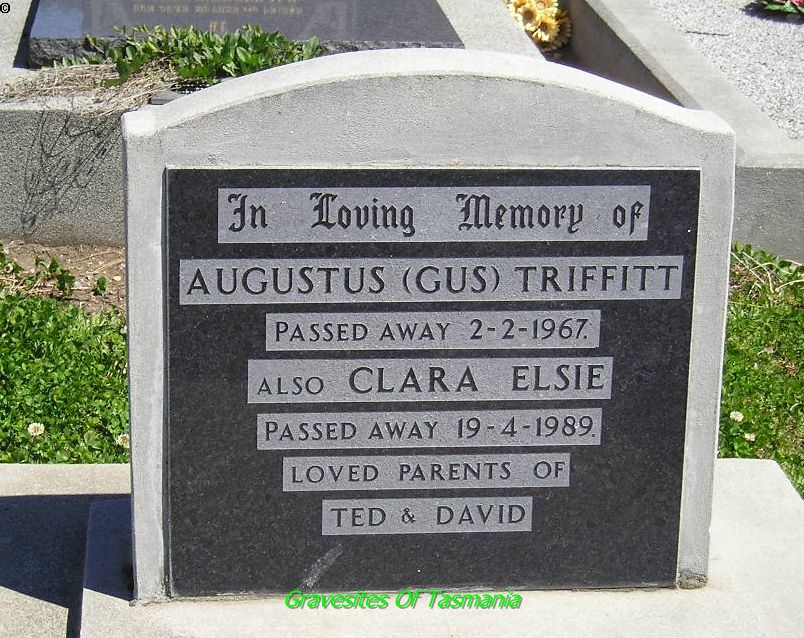 ©
In Loving Memory of
AUGUSTUS (GUS) TRIFFITT
PASSED AWAY 2-2-1967.
ALSO CLARA ELSIE
PASSED AWAY 19-4-1989.
LOVED PARENTS OF
TED & DAVID
Gravesites Of Tasmania